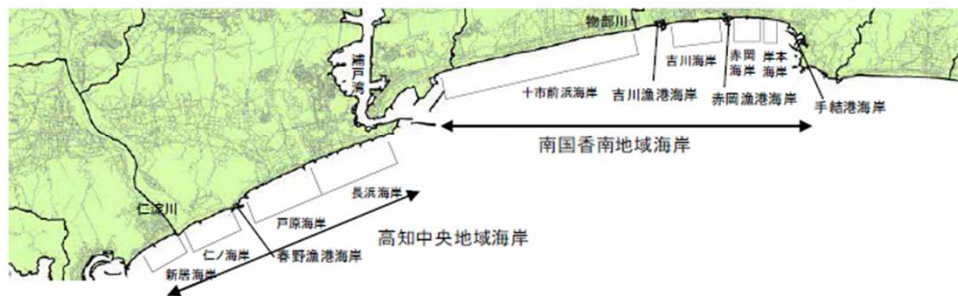 物部川
浦戸湾
吉川海岸
赤岡
海岸
岸本
海岸
十市前浜海岸
吉川漁港海岸
赤岡漁港海岸
手結港海岸
南国香南地域海岸
長浜海岸
仁淀川
戸原海岸
高知中央地域海岸
仁ノ海岸
春野漁港海岸
新居海岸